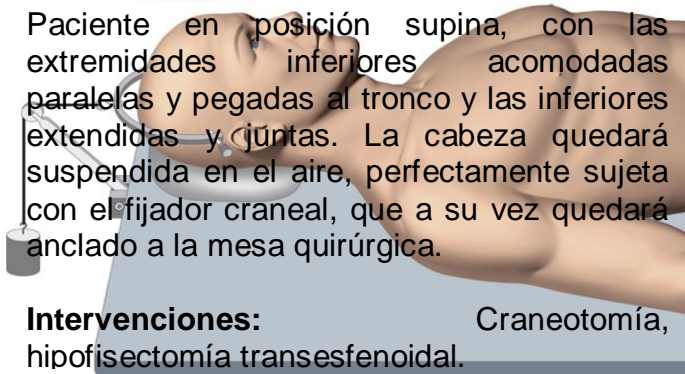 Paciente en posición supina, con las
extremidades inferiores acomodadas
paralelas y pegadas al tronco y las inferiores
extendidas y juntas. La cabeza quedará
suspendida en el aire, perfectamente sujeta
con el fijador craneal, que a su vez quedará
anclado a la mesa quirúrgica.
Intervenciones: Craneotomía,
hipofisectomía transesfenoidal.